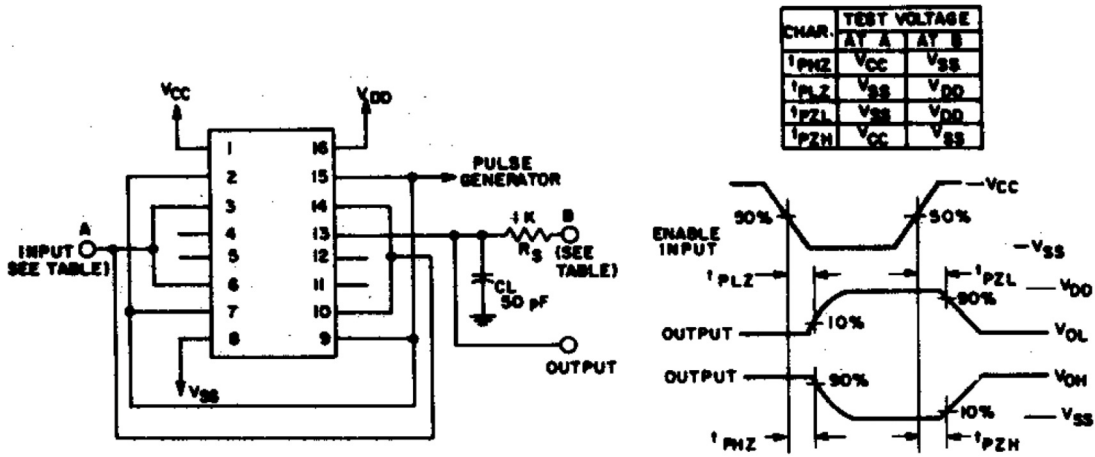 CHAR. TEST VOLTAGE
AT A AT B
tPHZ VCC VSS
tPLZ VSS VDD
tPZL VSS VDD
tPZH VCC VSS
VCC
VDD
1 16
2 15
3 14
4 13
5 12
6 11
7 10
8 9
PULSE
GENERATOR
A
INPUT
SEE TABLE)
1K
RS
B
(SEE
TABLE)
CL
50 pF
OUTPUT
VSS
VCC
90% 50%
ENABLE
INPUT
VSS
tPLZ tPZL
VDD
90%
10%
OUTPUT VOL
OUTPUT VOH
90%
10% VSS
tPHZ tPZH